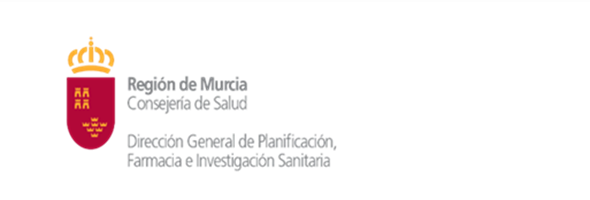 Región de Murcia
Consejería de Salud
Dirección General de Planificación,
Farmacia e Investigación Sanitaria